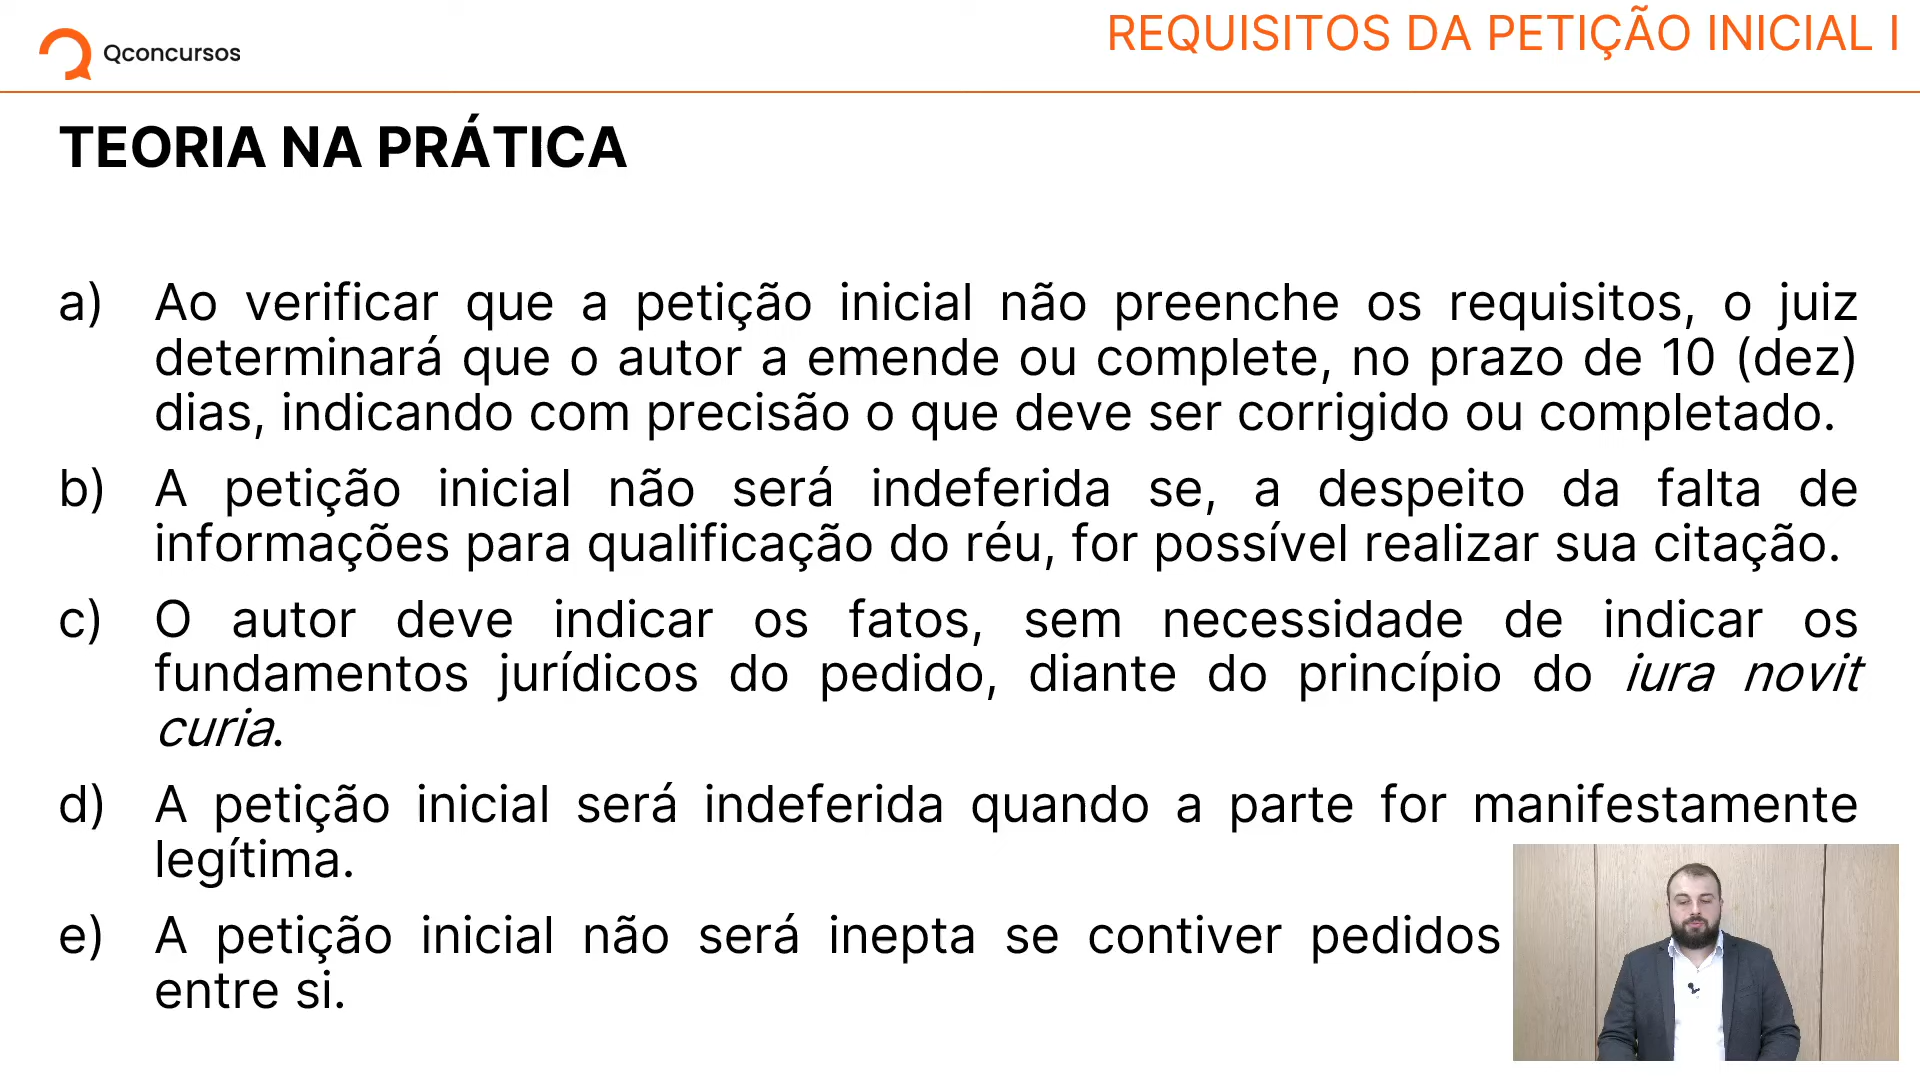 Qconcursos
REQUISITOS DA PETIÇÃO INICIAL I
TEORIA NA PRÁTICA
a) Ao verificar que a petição inicial não preenche os requisitos, o juiz
determinará que o autor a emende ou complete, no prazo de 10 (dez)
dias, indicando com precisão o que deve ser corrigido ou completado.
b) A petição inicial não será indeferida se, a despeito da falta de
informações para qualificação do réu, for possível realizar sua citação.
c) O autor deve indicar os fatos, sem necessidade de indicar os
fundamentos jurídicos do pedido, diante do princípio do iura novit
curia.
d) A petição inicial será indeferida quando a parte for manifestamente
legítima.
e) A petição inicial não será inepta se contiver pedidos
entre si.